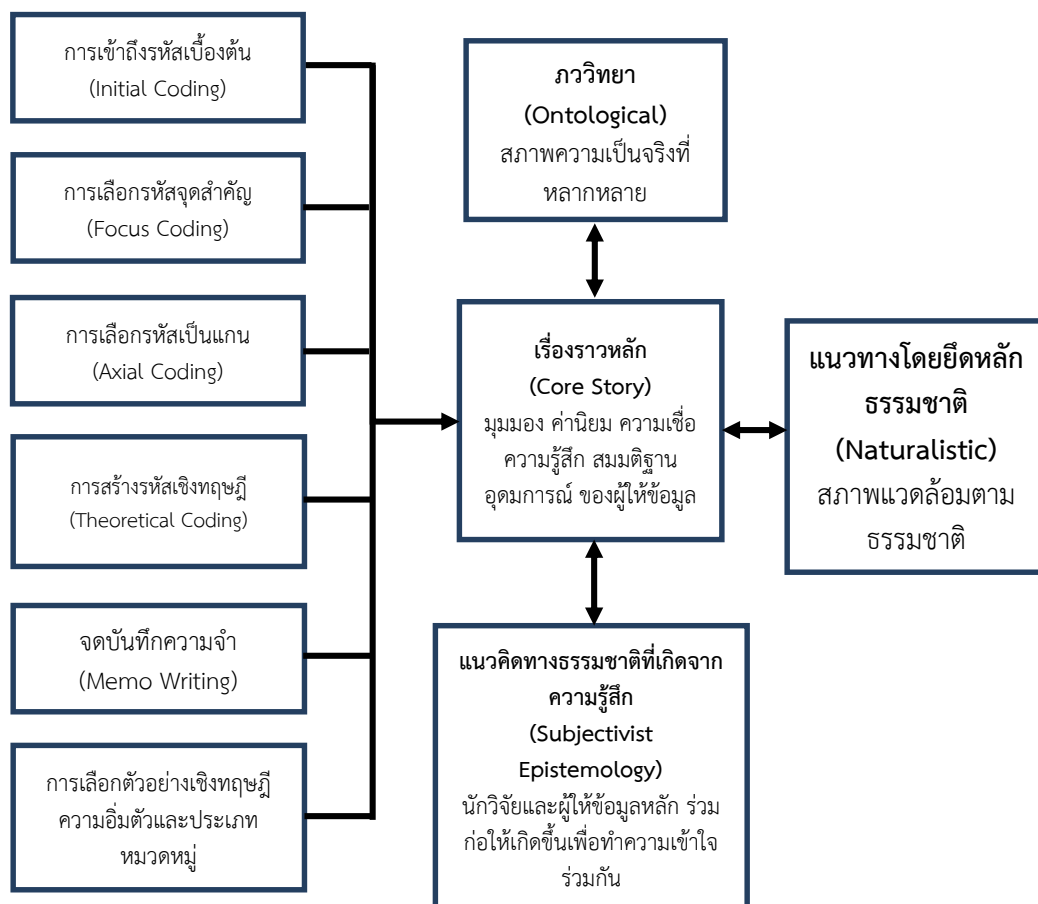 การเข้าถึงรหัสเบื้องต้น
(Initial Coding)
การเลือกรหัสจุดสำคัญ
(Focus Coding)
การเลือกรหัสเป็นแกน
(Axial Coding)
การสร้างรหัสเชิงทฤษฎี
(Theoretical Coding)
จดบันทึกความจำ
(Memo Writing)
การเลือกตัวอย่างเชิงทฤษฎี
ความอิ่มตัวและประเภท
หมวดหมู่
ภววิทยา
(Ontological)
สภาพความเป็นจริงที่
หลากหลาย
เรื่องราวหลัก
(Core Story)
มุมมอง ค่านิยม ความเชื่อ
ความรู้สึก สมมติฐาน
อุดมการณ์ ของผู้ให้ข้อมูล
แนวคิดทางธรรมชาติที่เกิดจาก
ความรู้สึก
(Subjectivist
Epistemology)
นักวิจัยและผู้ให้ข้อมูลหลัก ร่วม
ก่อให้เกิดขึ้นเพื่อทำความเข้าใจ
ร่วมกัน
แนวทางโดยยึดหลัก
ธรรมชาติ
(Naturalistic)
สภาพแวดล้อมตาม
ธรรมชาติ